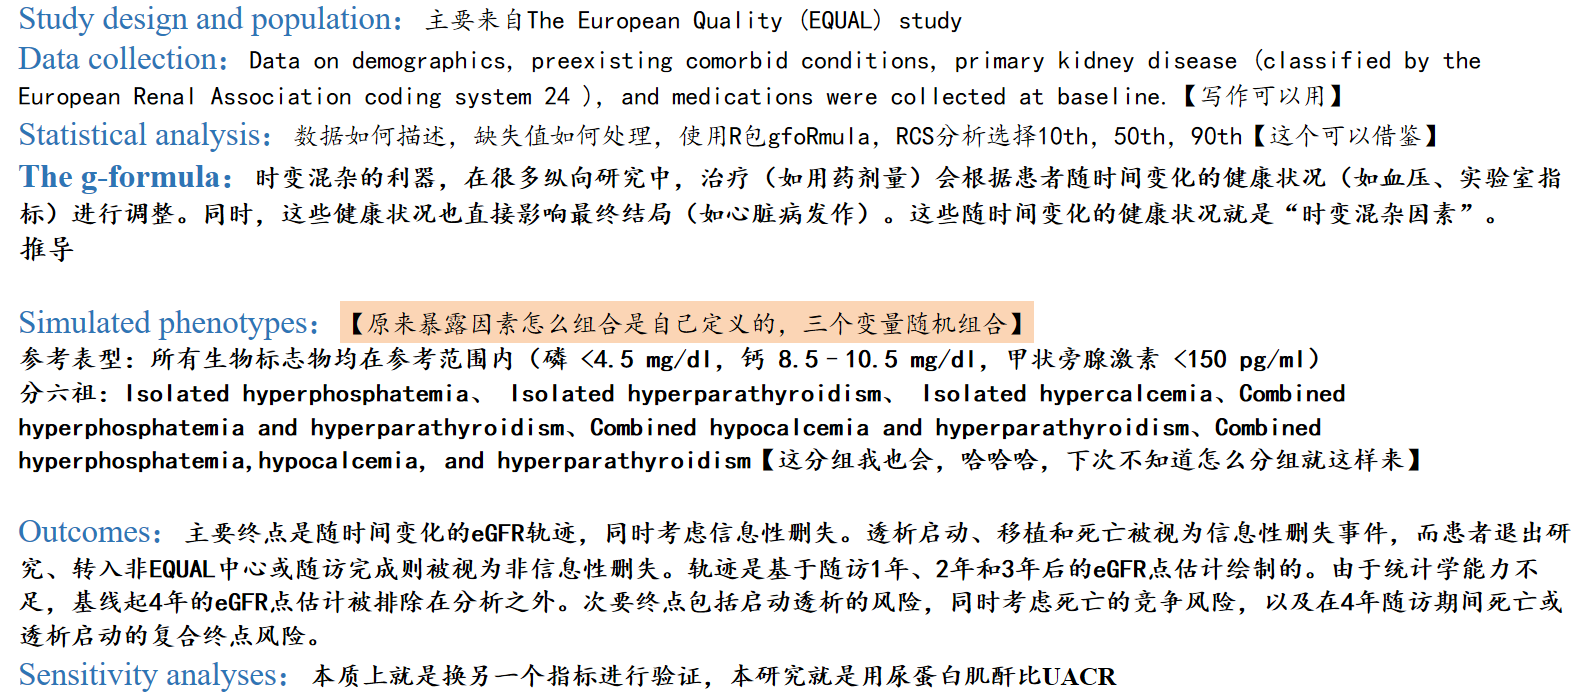 Study design and population：主要来自The European Quality (EQUAL) study
Data collection：Data on demographics, preexisting comorbid conditions, primary kidney disease (classified by the
European Renal Association coding system 24 ), and medications were collected at baseline.【写作可以用】
Statistical analysis：数据如何描述，缺失值如何处理，使用R包gfoRmula，RCS分析选择10th，50th，90th【这个可以借鉴】
The g-formula：时变混杂的利器，在很多纵向研究中，治疗（如用药剂量）会根据患者随时间变化的健康状况（如血压、实验室指
标）进行调整。同时，这些健康状况也直接影响最终结局（如心脏病发作）。这些随时间变化的健康状况就是“时变混杂因素”。
推导
Simulated phenotypes：【原来暴露因素怎么组合是自己定义的，三个变量随机组合】
参考表型：所有生物标志物均在参考范围内（磷 <4.5 mg/dl，钙 8.5–10.5 mg/dl，甲状旁腺激素 <150 pg/ml）
分六祖：Isolated hyperphosphatemia、 Isolated hyperparathyroidism、 Isolated hypercalcemia、Combined
hyperphosphatemia and hyperparathyroidism、Combined hypocalcemia and hyperparathyroidism、Combined
hyperphosphatemia,hypocalcemia, and hyperparathyroidism【这分组我也会，哈哈哈，下次不知道怎么分组就这样来】
Outcomes：主要终点是随时间变化的eGFR轨迹，同时考虑信息性删失。透析启动、移植和死亡被视为信息性删失事件，而患者退出研
究、转入非EQUAL中心或随访完成则被视为非信息性删失。轨迹是基于随访1年、2年和3年后的eGFR点估计绘制的。由于统计学能力不
足，基线起4年的eGFR点估计被排除在分析之外。次要终点包括启动透析的风险，同时考虑死亡的竞争风险，以及在4年随访期间死亡或
透析启动的复合终点风险。
Sensitivity analyses：本质上就是换另一个指标进行验证，本研究就是用尿蛋白肌酐比UACR